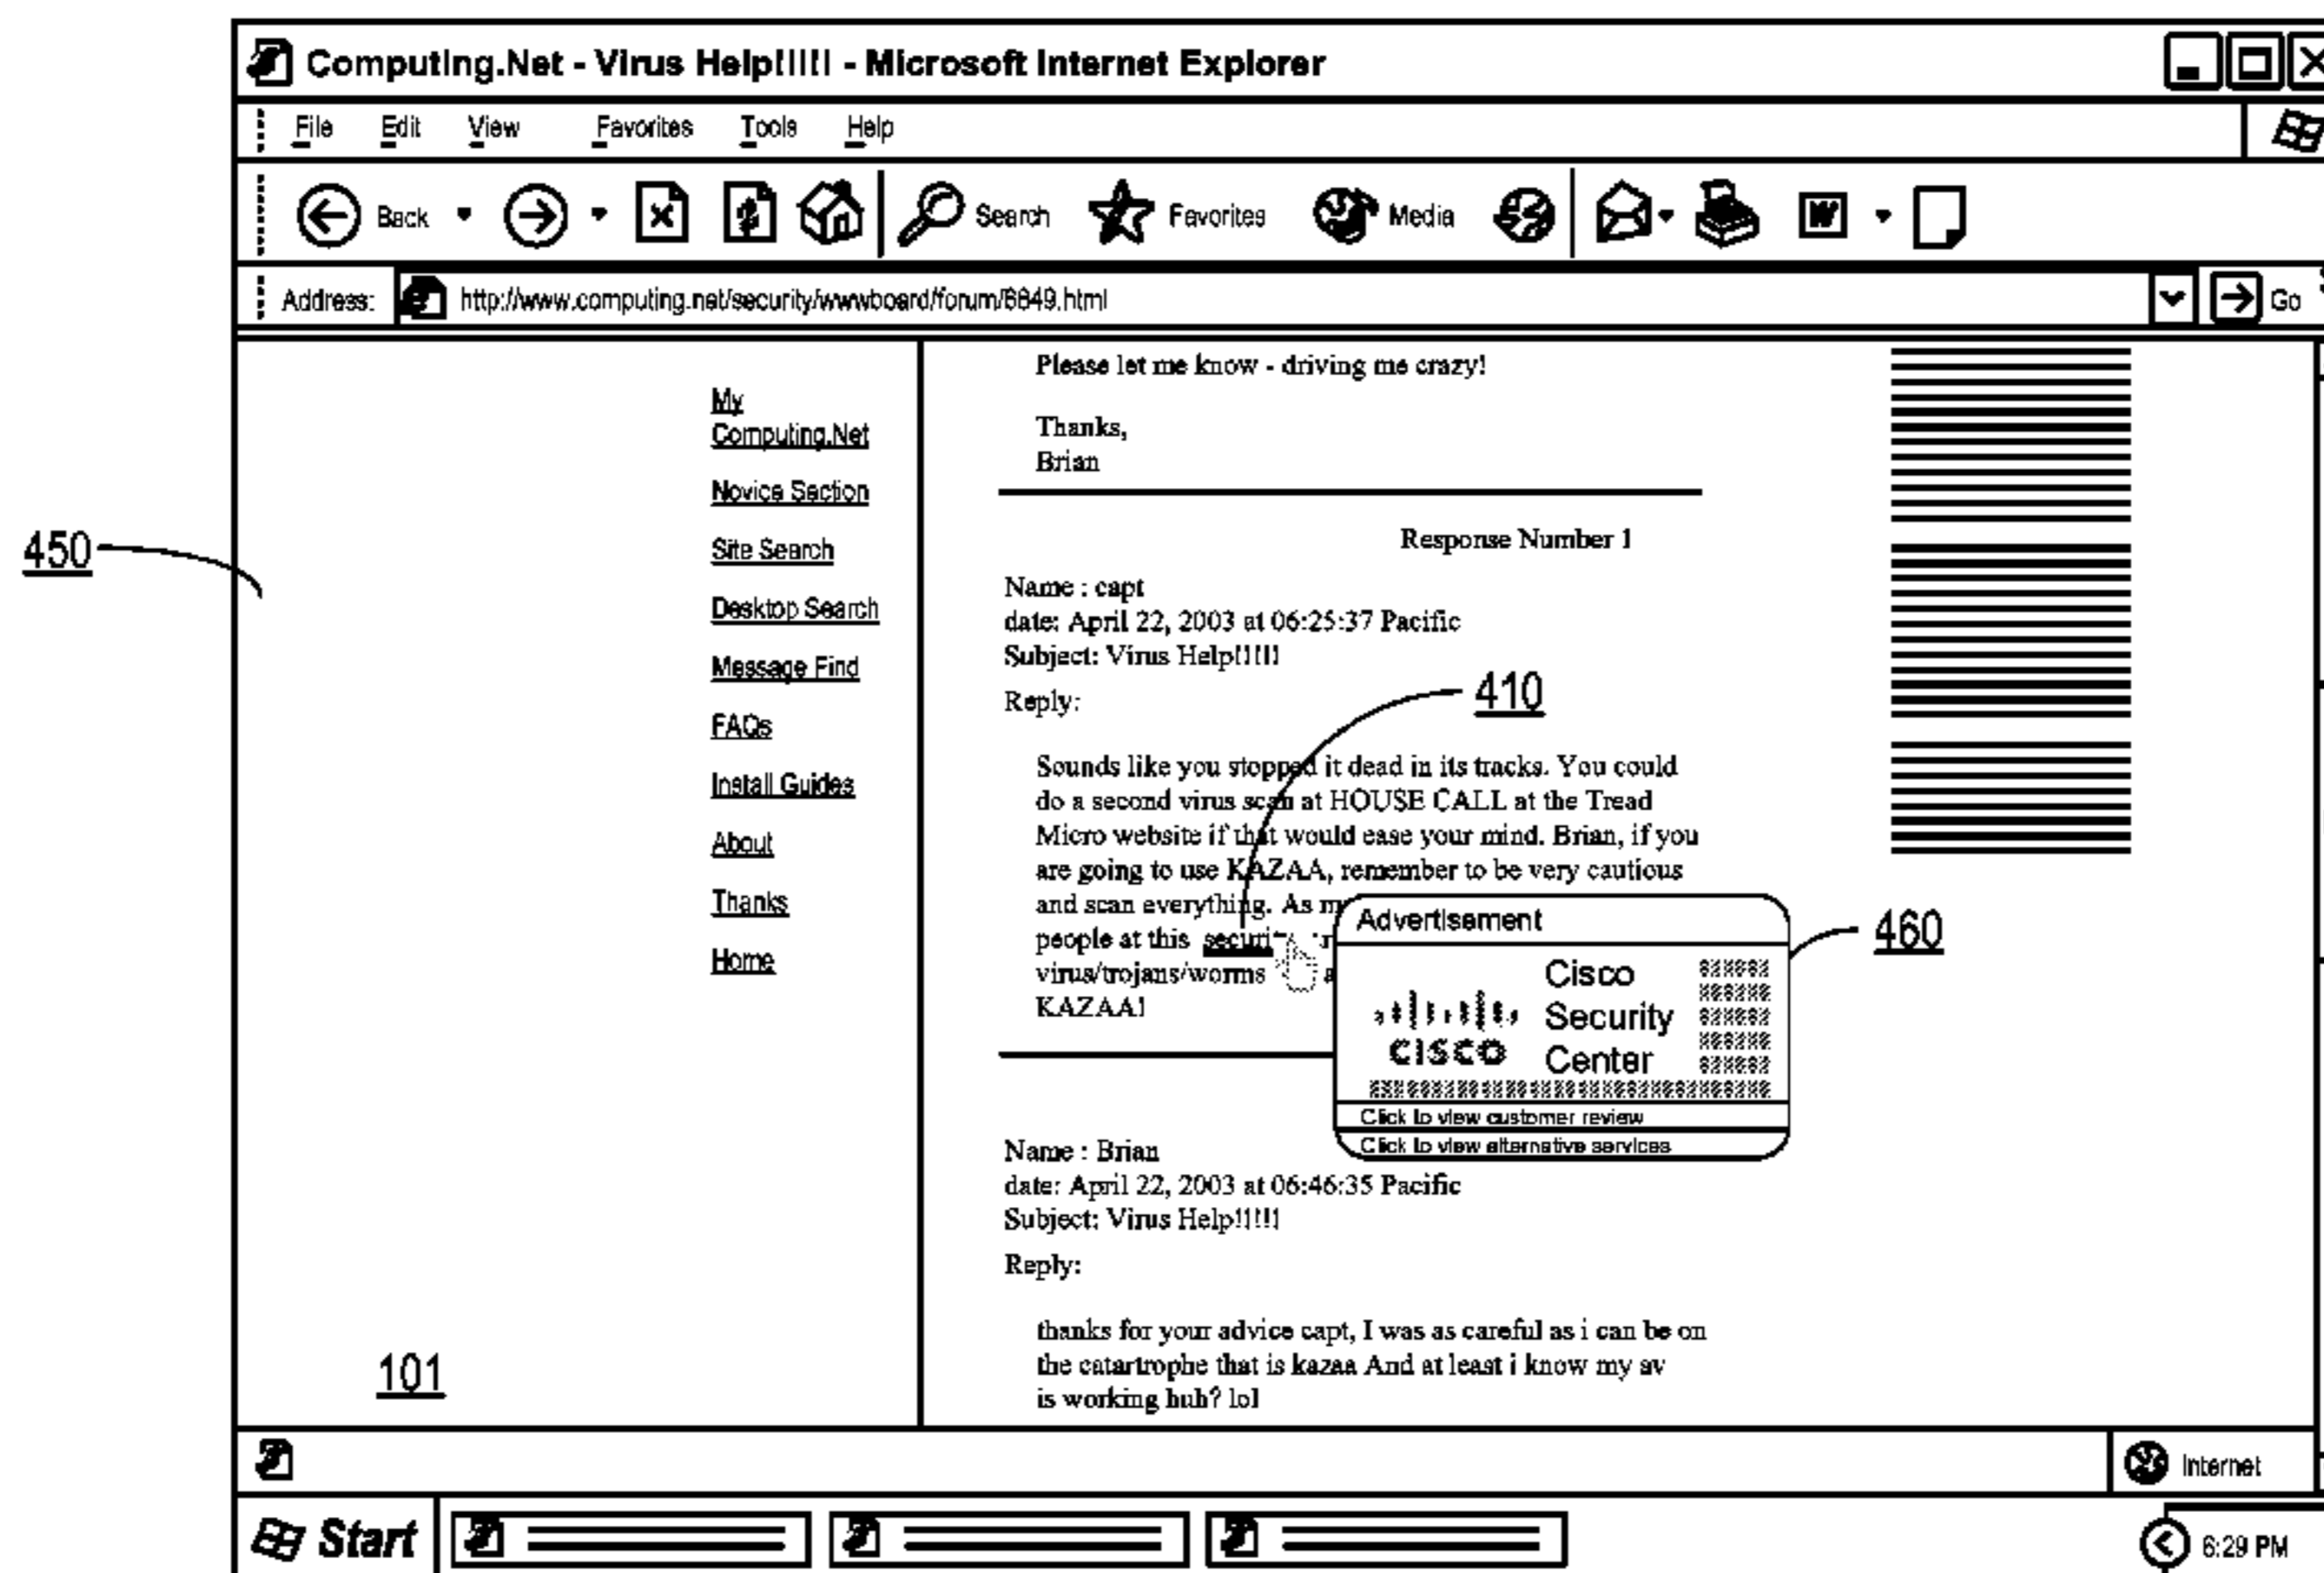 Computing.Net - Virus Help!!!!! - Microsoft Internet Explorer
File Edit View Favorites Tools Help
Back Search Favorites Media W
Address: http://www.computing.net/security/wwwboard/forum/6649.html Go
My
Computing.Net
Novice Section
Site Search
Desktop Search
Message Find
FAQs
Install Guides
About
Thanks
Home
450
101
Please let me know - driving me crazy!
Thanks,
Brian
Response Number 1
Name : capt
date: April 22, 2003 at 06:25:37 Pacific
Subject: Virus Help!!!!!
Reply:
410
Sounds like you stopped it dead in its tracks. You could
do a second virus scan at HOUSE CALL at the Tread
Micro website if that would ease your mind. Brian, if you
are going to use KAZAA, remember to be very cautious
and scan everything. As
people at this
virus/trojans/worms
KAZAA!
Advertisement
460
Cisco
Security
Center
CISCO
Click to view customer review
Click to view alternative services
Name : Brian
date: April 22, 2003 at 06:46:35 Pacific
Subject: Virus Help!!!!!
Reply:
thanks for your advice capt, I was as careful as i can be on
the catartrophe that is kazaa And at least i know my av
is working huh? lol
Internet
Start
6:29 PM